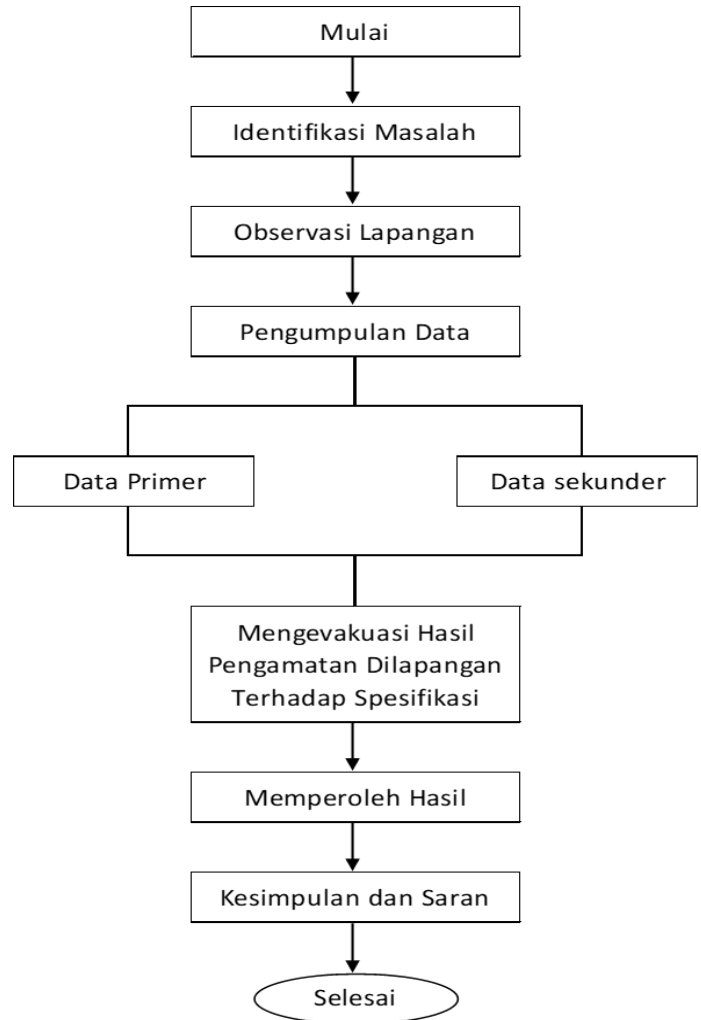 Mulai
Identifikasi Masalah
Observasi Lapangan
Pengumpulan Data
Data Primer
Data sekunder
Mengevakuasi Hasil
Pengamatan Dilapangan
Terhadap Spesifikasi
Memperoleh Hasil
Kesimpulan dan Saran
Selesai